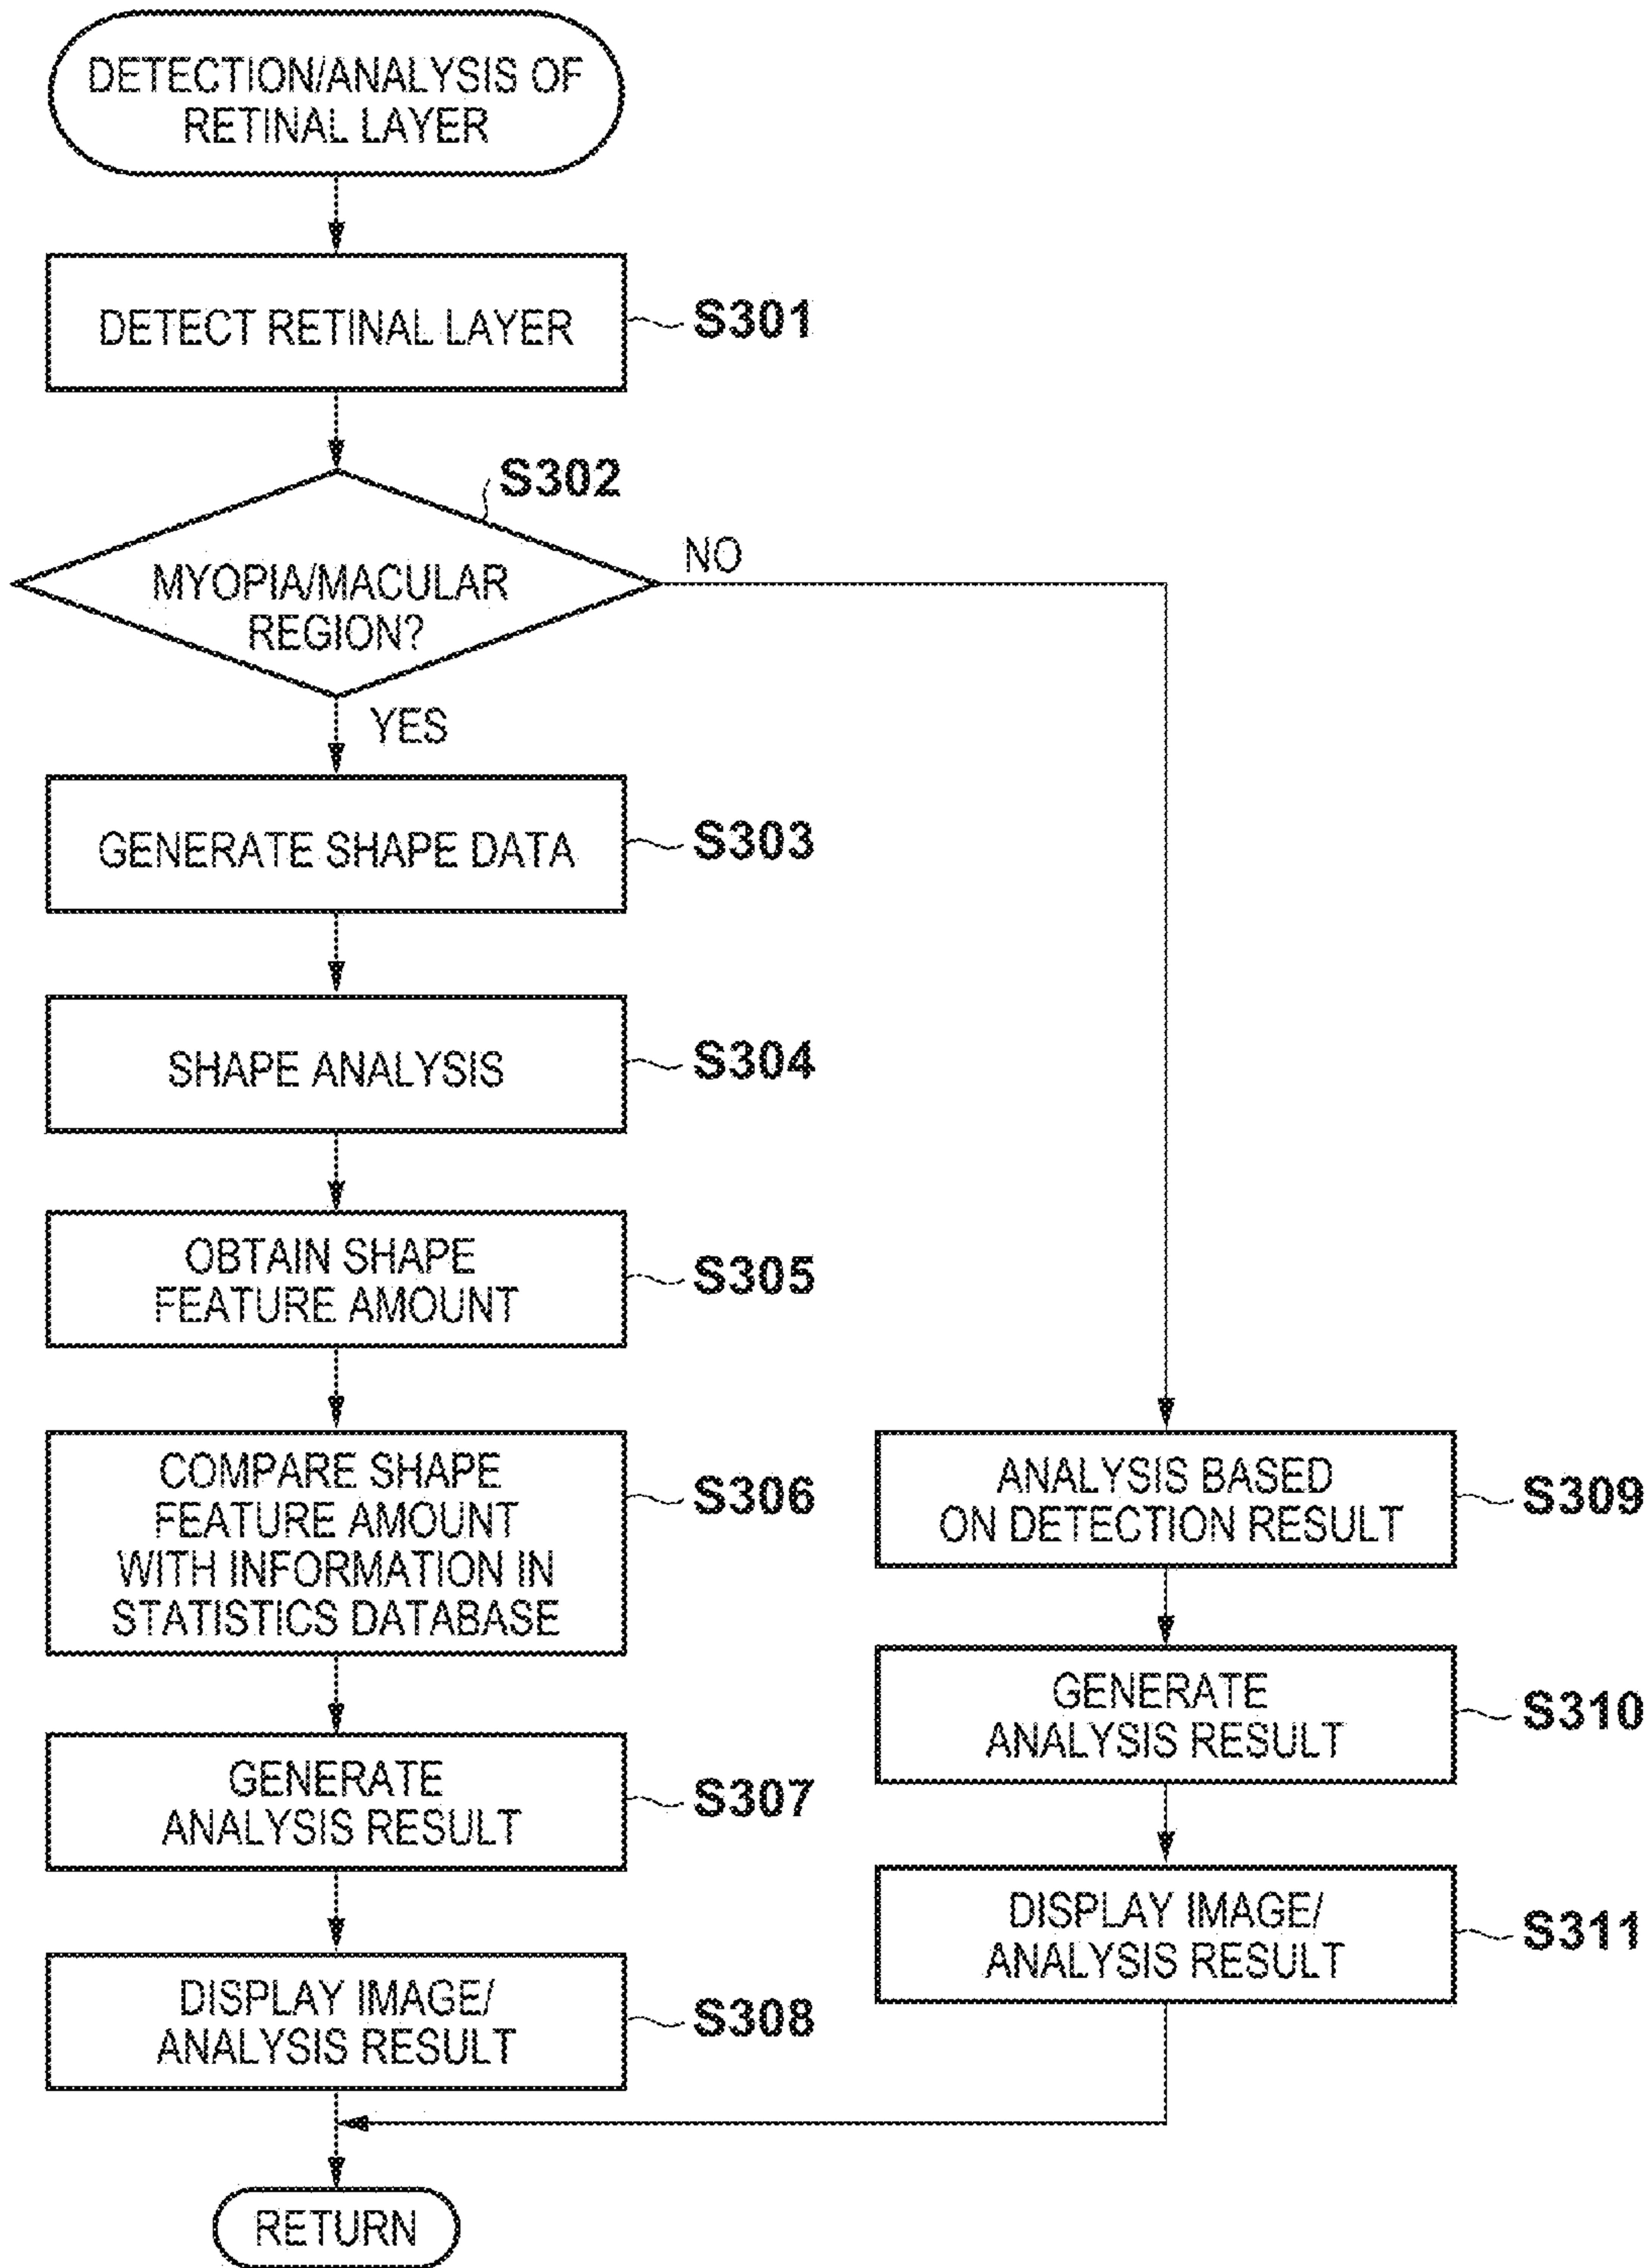 DETECTION/ANALYSIS OF
RETINAL LAYER
DETECT RETINAL LAYER
S301
S302
MYOPIA/MACULAR
REGION?
NO
YES
GENERATE SHAPE DATA
S303
SHAPE ANALYSIS
S304
OBTAIN SHAPE
FEATURE AMOUNT
S305
COMPARE SHAPE
FEATURE AMOUNT
WITH INFORMATION IN
STATISTICS DATABASE
S306
GENERATE
ANALYSIS RESULT
S307
DISPLAY IMAGE/
ANALYSIS RESULT
S308
ANALYSIS BASED
ON DETECTION RESULT
S309
GENERATE
ANALYSIS RESULT
S310
DISPLAY IMAGE/
ANALYSIS RESULT
S311
RETURN